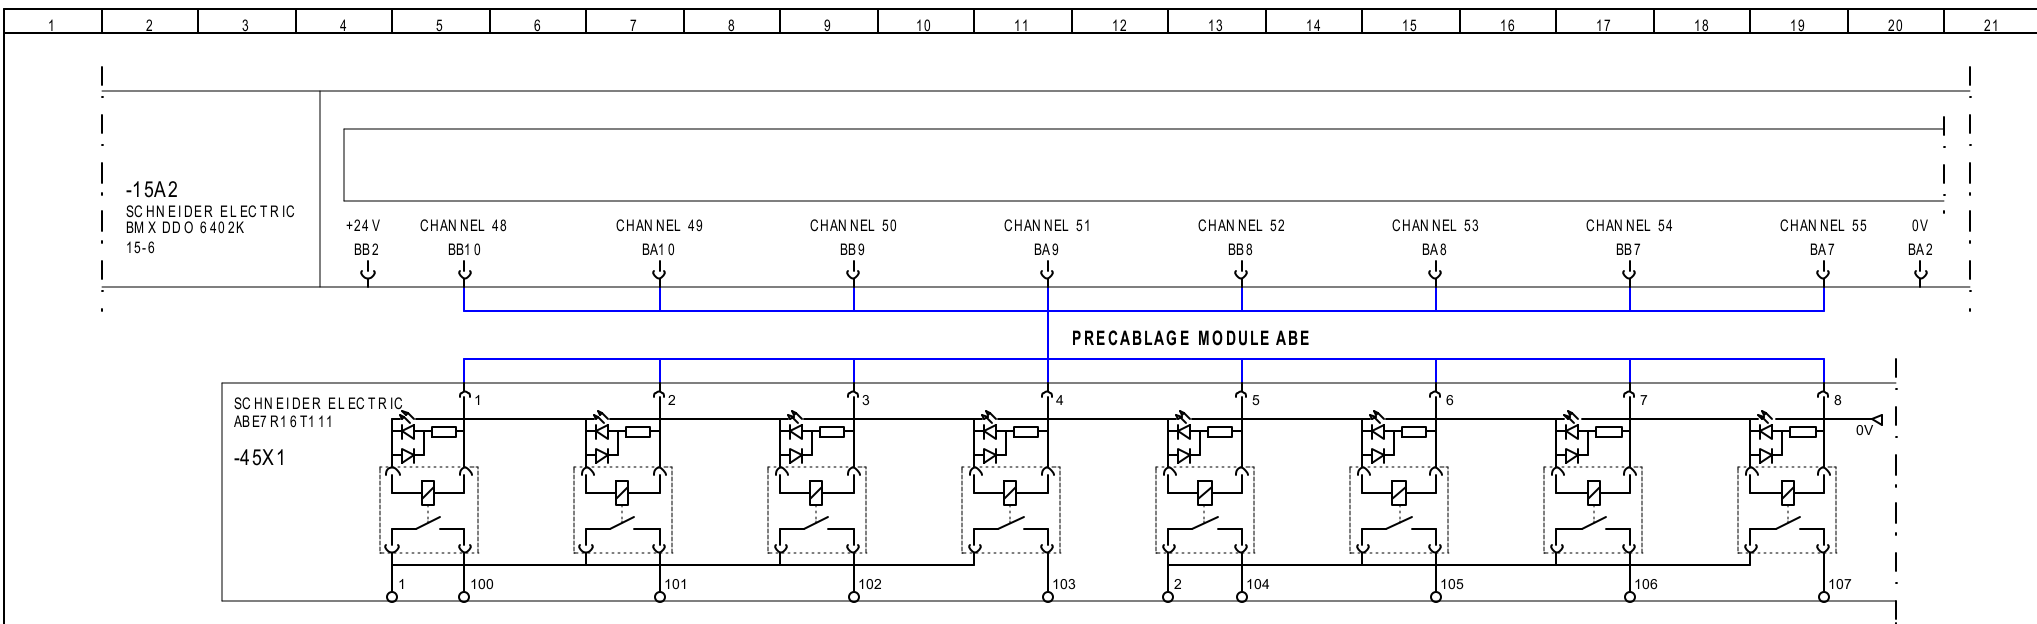 1 2 3 4 5 6 7 8 9 10 11 12 13 14 15 16 17 18 19 20 21
-15A2
SCHNEIDER ELECTRIC
BMX DDO 6402K
15-6
+24V CHANNEL 48 CHANNEL 49 CHANNEL 50 CHANNEL 51 CHANNEL 52 CHANNEL 53 CHANNEL 54 CHANNEL 55 0V
BB2 BB10 BA10 BB9 BA9 BB8 BA8 BB7 BA7 BA2
PRECABLAGE MODULE ABE
SCHNEIDER ELECTRIC
ABE7R16T111
-45X1
1 2 3 4 5 6 7 8
0V
1 100 101 102 103 2 104 105 106 107